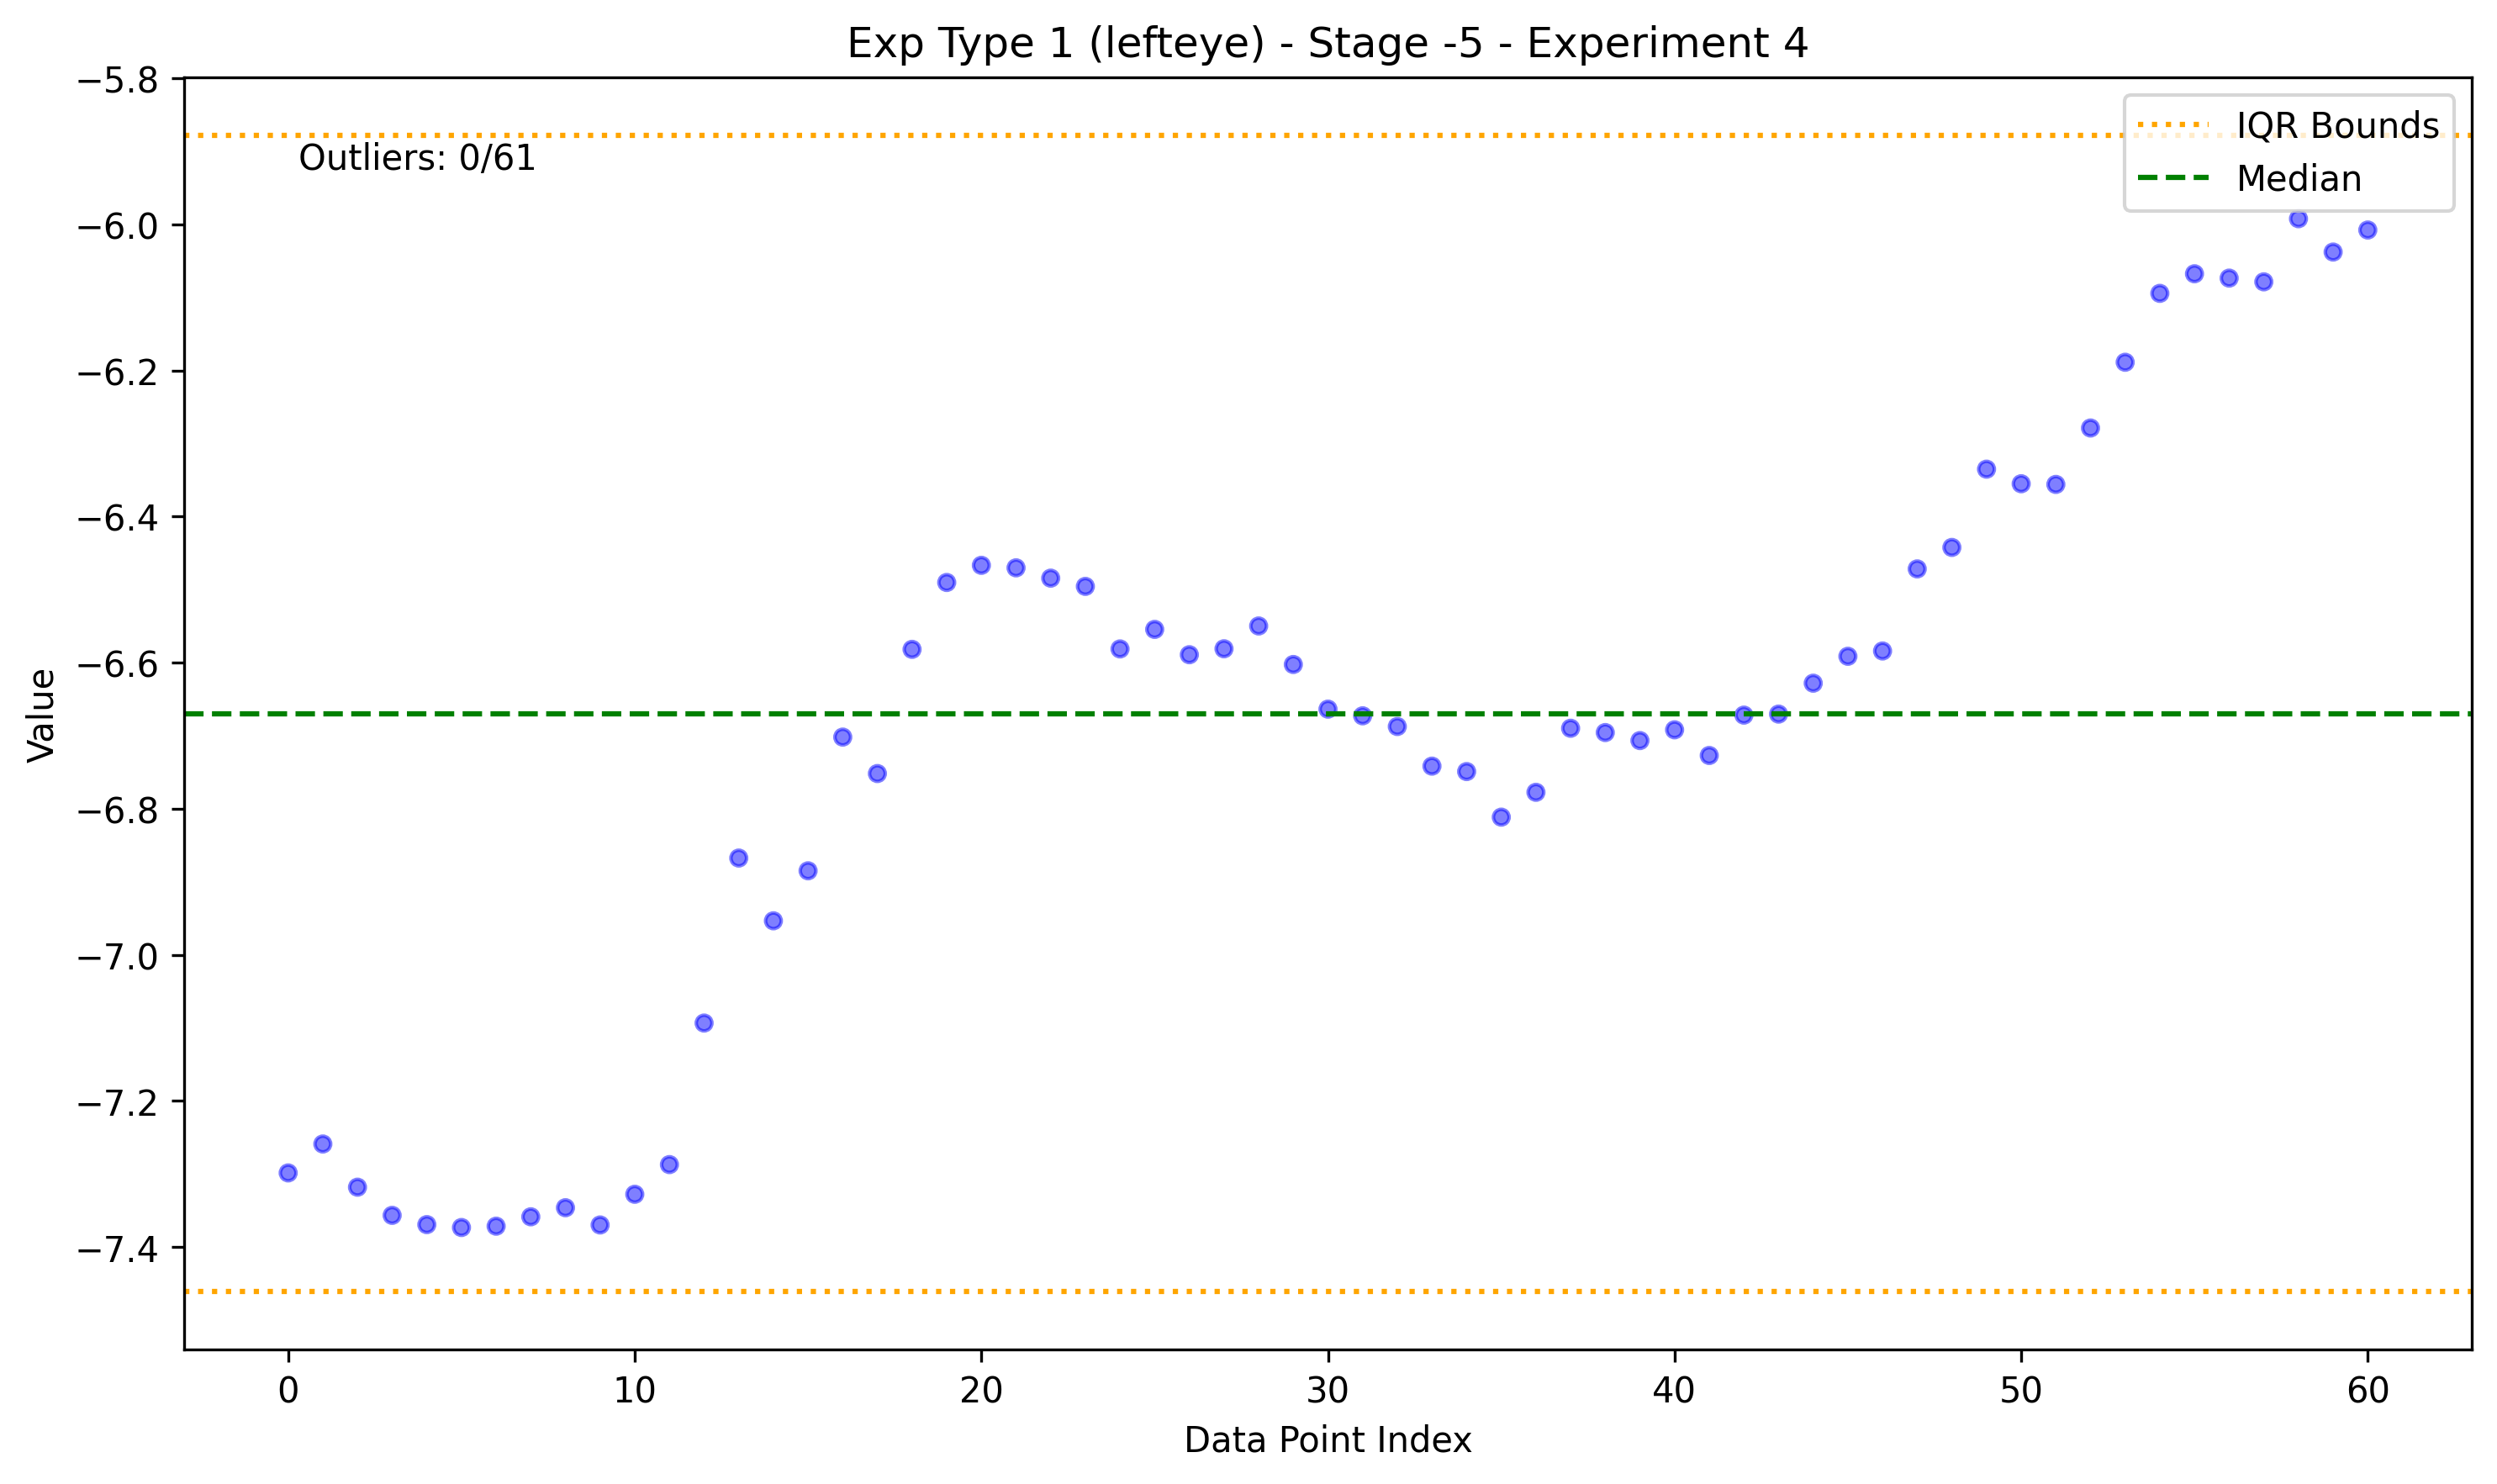 Exp Type 1 (lefteye) - Stage -5 - Experiment 4
−5.8
−6.0
−6.2
−6.4
−6.6
−6.8
−7.0
−7.2
−7.4
Value
Outliers: 0/61
IQR Bounds
Median
0 10 20 30 40 50 60
Data Point Index